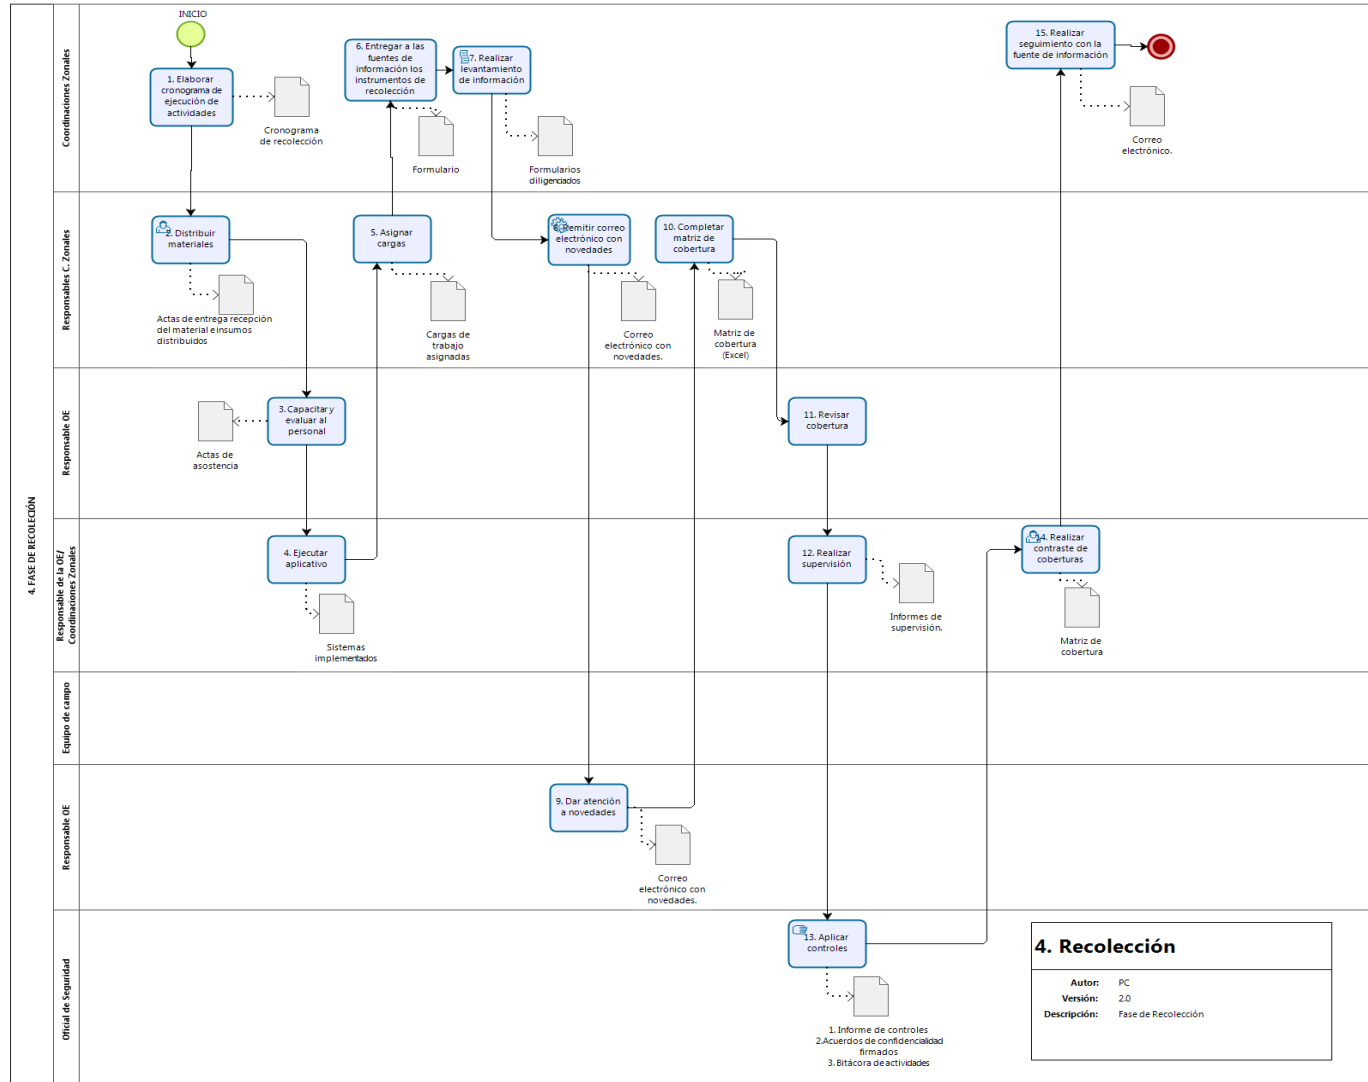 4. FASE DE RECOLECIÓN
Coordinaciones Zonales
INICIO
1. Elaborar
cronograma de
ejecución de
actividades
Cronograma
de recolección
6. Entregar a las
fuentes de
información los
instrumentos de
recolección
Formulario
7. Realizar
levantamiento
de información
Formularios
diligenciados
15. Realizar
seguimiento con la
fuente de información
Correo
electrónico.
Responsables C. Zonales
2. Distribuir
materiales
Actas de entrega recepción
del material e insumos
distribuidos
5. Asignar
cargas
Cargas de
trabajo
asignadas
8. Remitir correo
electrónico con
novedades
Correo
electrónico con
novedades.
10. Completar
matriz de
cobertura
Matriz de
cobertura
(Excel)
Responsable OE
3. Capacitar y
evaluar al
personal
Actas de
asostencia
11. Revisar
cobertura
Responsable de la OE/
Coordinaciones Zonales
4. Ejecutar
aplicativo
Sistemas
implementados
12. Realizar
supervisión
Informes de
supervisión.
14. Realizar
contraste de
coberturas
Matriz de
cobertura
Equipo de campo
Responsable OE
9. Dar atención
a novedades
Correo
electrónico con
novedades.
Oficial de Seguridad
13. Aplicar
controles
1. Informe de controles
2.Acuerdos de confidencialidad
firmados
3. Bitácora de actividades
4. Recolección
Autor: PC
Versión: 2.0
Descripción: Fase de Recolección